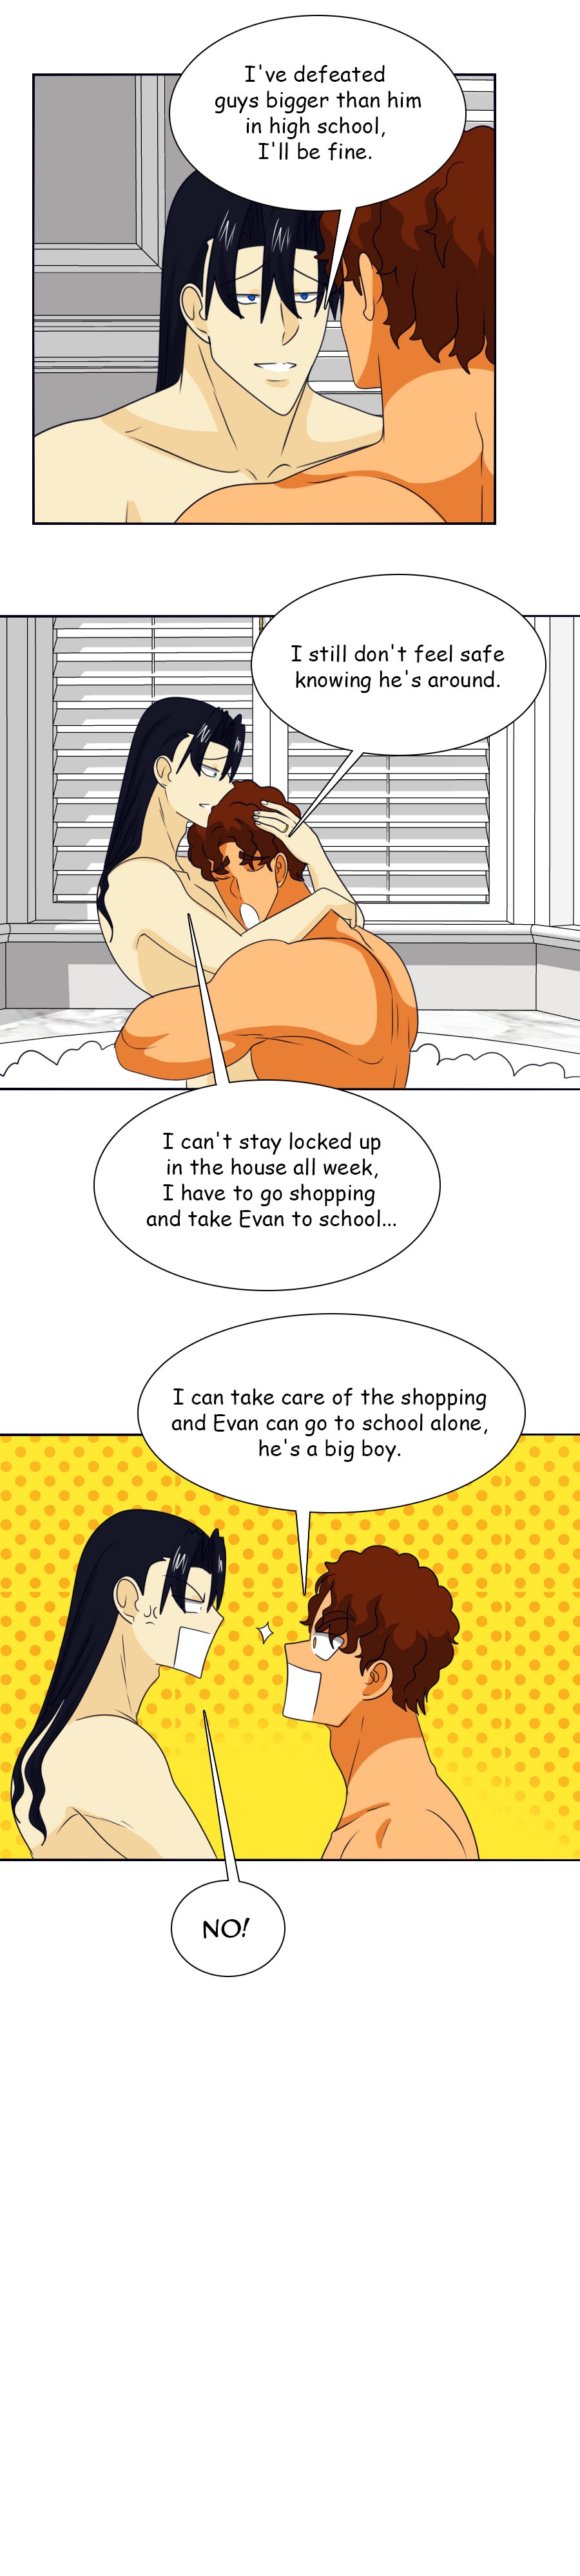 I've defeated
guys bigger than him
in high school,
I'll be fine.
I still don't feel safe
knowing he's around.
I can't stay locked up
in the house all week,
I have to go shopping
and take Evan to school...
I can take care of the shopping
and Evan can go to school alone,
he's a big boy.
NO!